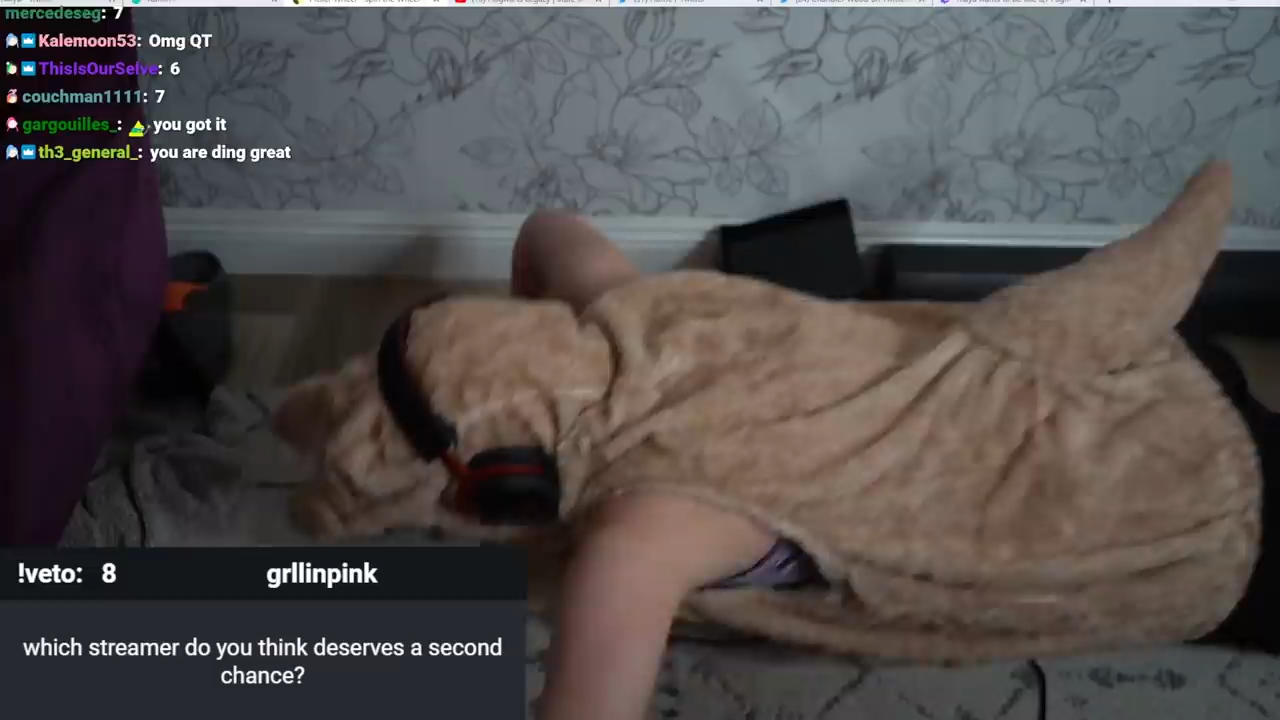 mercedeseg: 7
Kalemoon53: Omg QT
ThisIsOurSelve: 6
couchman1111: 7
gargouilles_: you got it
th3_general_: you are ding great
!veto: 8 grllinpink
which streamer do you think deserves a second
chance?